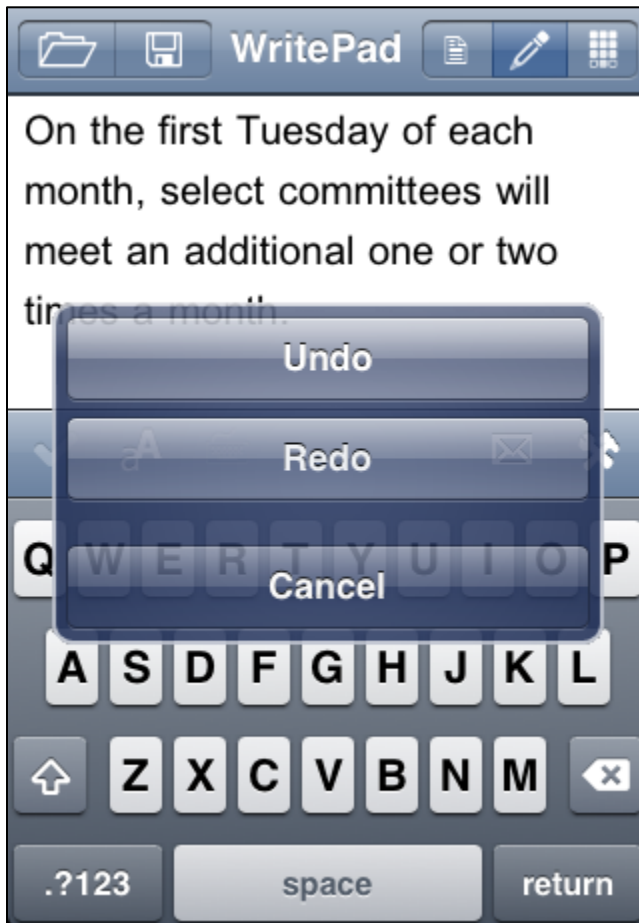 WritePad
On the first Tuesday of each
month, select committees will
meet an additional one or two
times a month.
Undo
aA
Redo
Q W E R T Y U I O P
Cancel
A S D F G H J K L
Z X C V B N M
.?123 space return